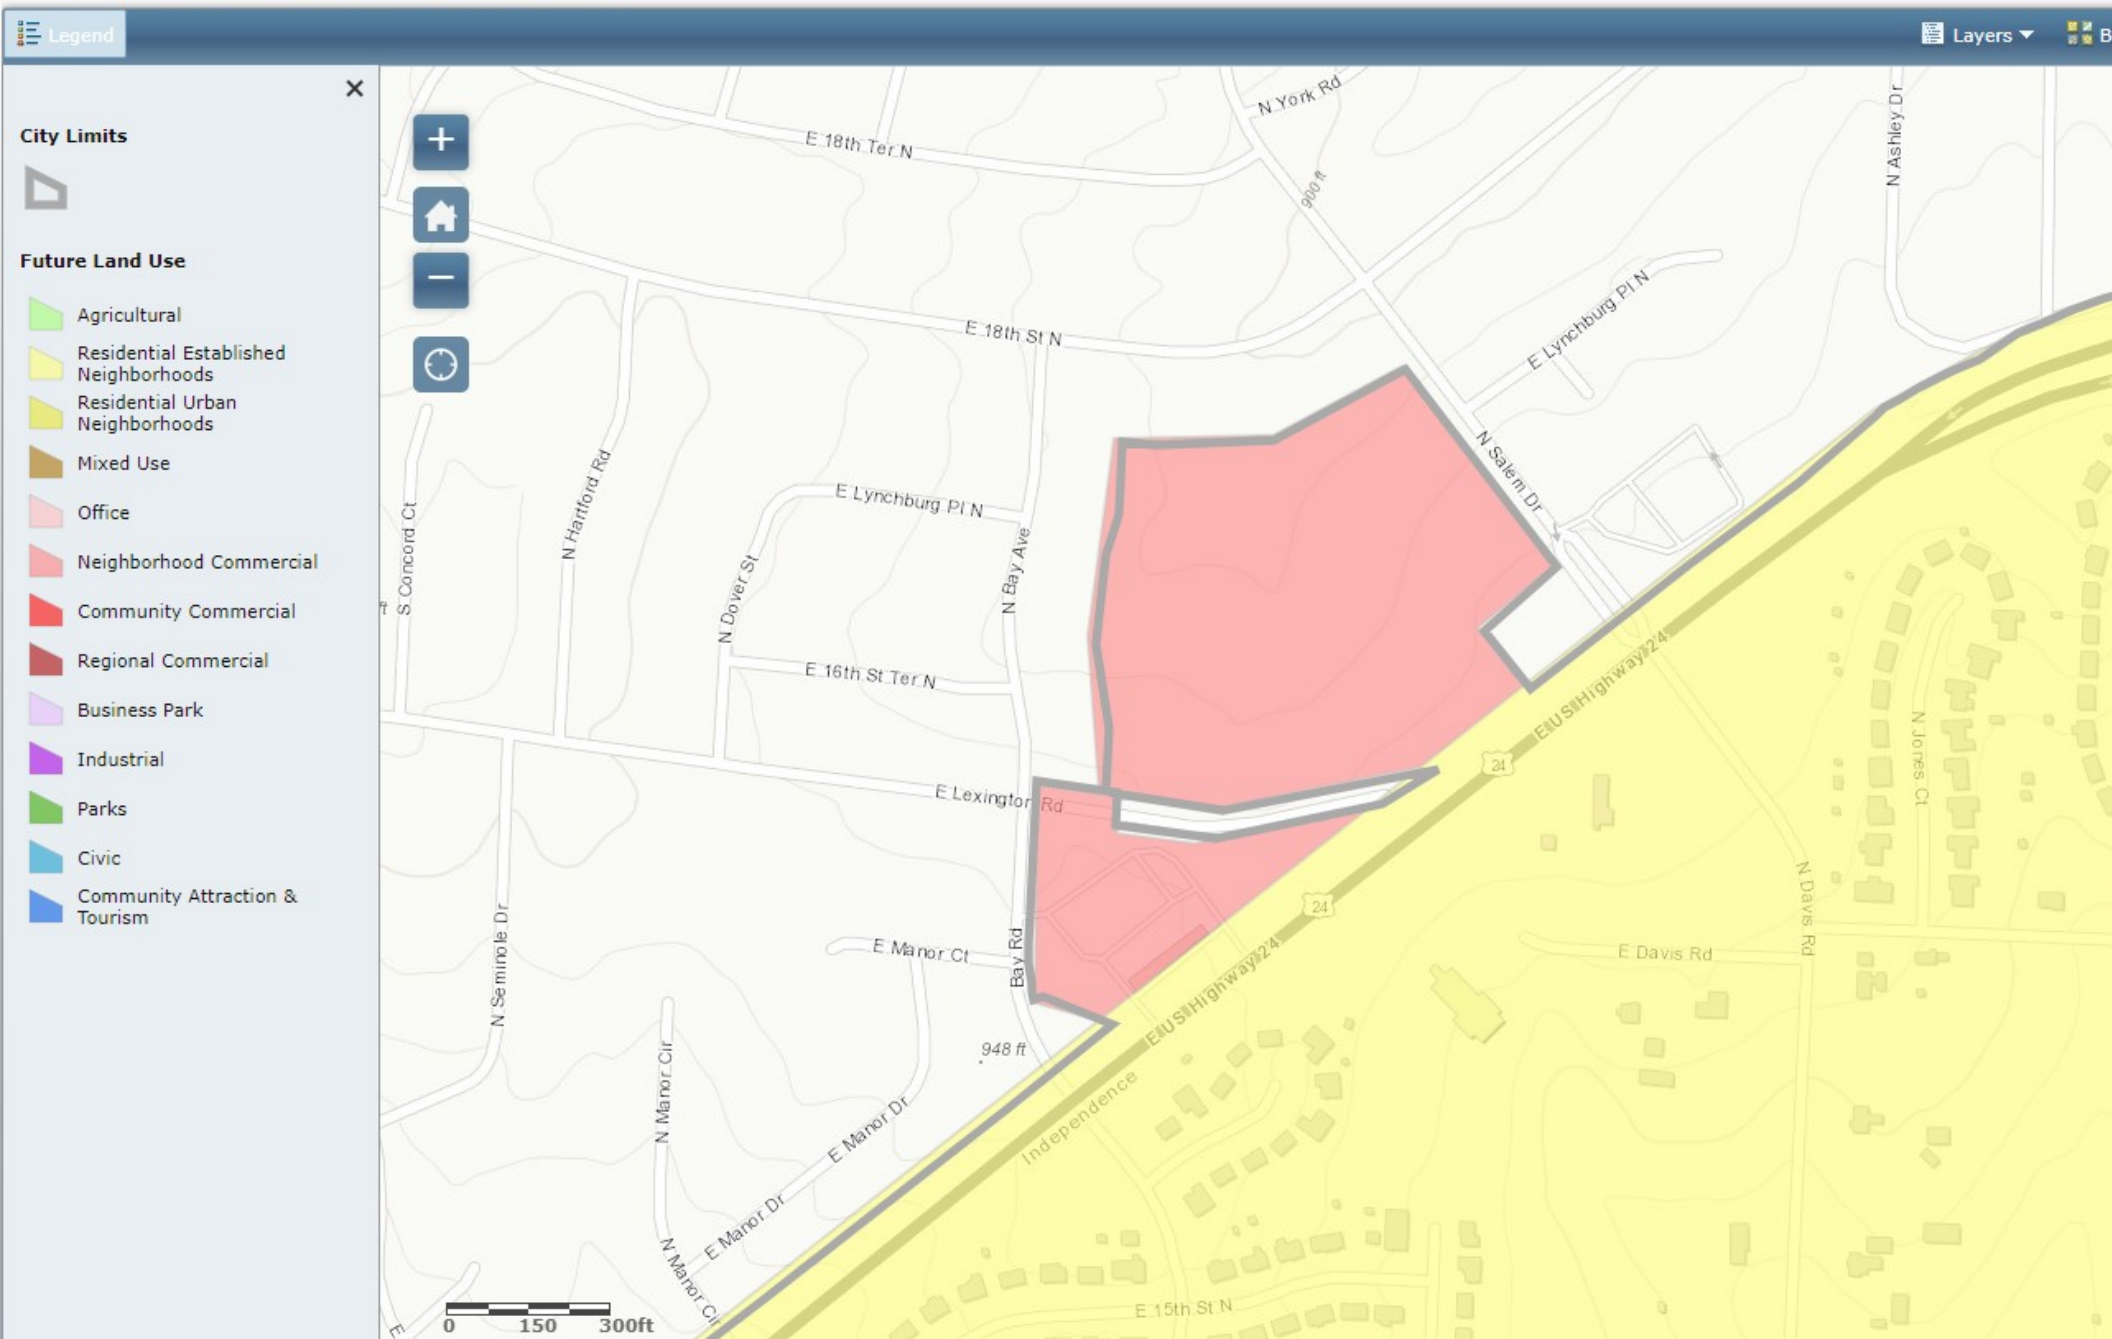 Legend
Layers
B
City Limits
Future Land Use
Agricultural
Residential Established
Neighborhoods
Residential Urban
Neighborhoods
Mixed Use
Office
Neighborhood Commercial
Community Commercial
Regional Commercial
Business Park
Industrial
Parks
Civic
Community Attraction &
Tourism
N York Rd
E 18th Ter N
N Ashley Dr
900 ft
E 18th St N
E Lynchburg Pl N
N Salem Dr
N Hartford Rd
E Lynchburg Pl N
S Concord Ct
N Bay Ave
N Dover St
ft
E 16th St Ter N
E US Highway 24
24
N Jones Ct
E Lexington Rd
24
N Davis Rd
E Davis Rd
N Seminole Dr
E Manor Ct
Bay Rd
E US Highway 24
948 ft
Independence
N Manor Cir
E Manor Dr
E Manor Dr
N Manor Cir
E 15th St N
E
0 150 300ft